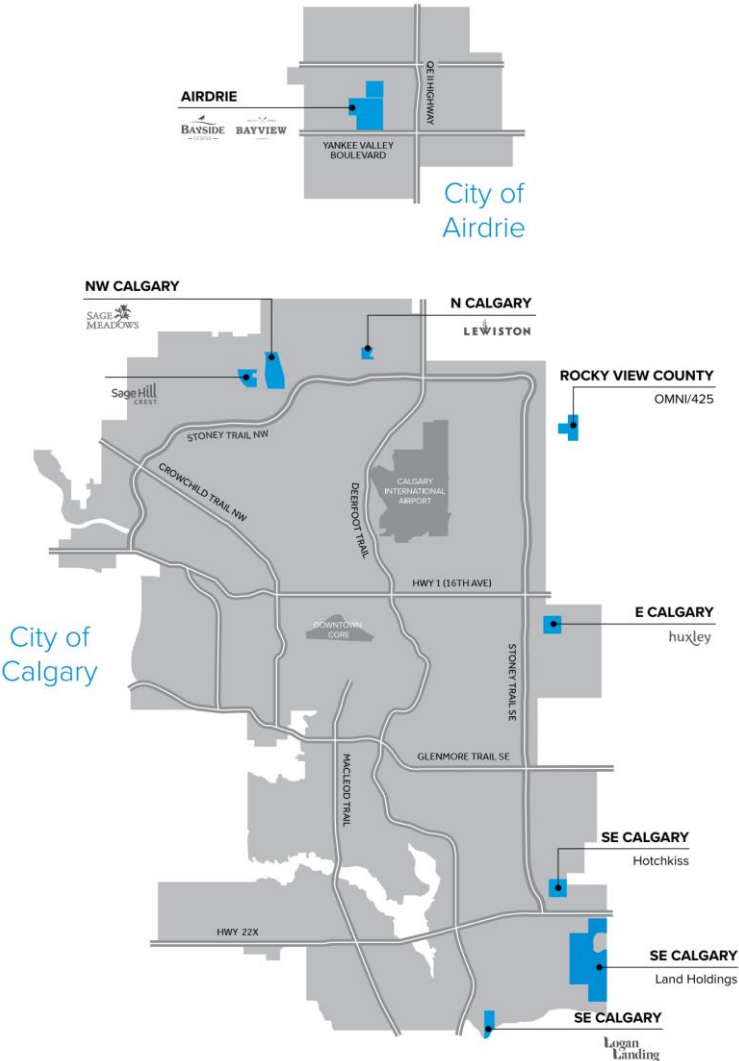 AIRDRIE
BAYSIDE
BAYVIEW
QE II HIGHWAY
YANKEE VALLEY
BOULEVARD
City of
Airdrie
NW CALGARY
SAGE
MEADOWS
N CALGARY
LEWISTON
Sage Hill
CREST
ROCKY VIEW COUNTY
OMNI/425
STONEY TRAIL NW
CROWCHILD TRAIL NW
DEERFOOT TRAIL
CALGARY
INTERNATIONAL
AIRPORT
HWY 1 (16TH AVE)
DOWNTOWN
CORE
E CALGARY
huxley
City of
Calgary
STONEY TRAIL SE
GLENMORE TRAIL SE
MACLEOD TRAIL
SE CALGARY
Hotchkiss
HWY 22X
SE CALGARY
Land Holdings
SE CALGARY
Logan
Landing